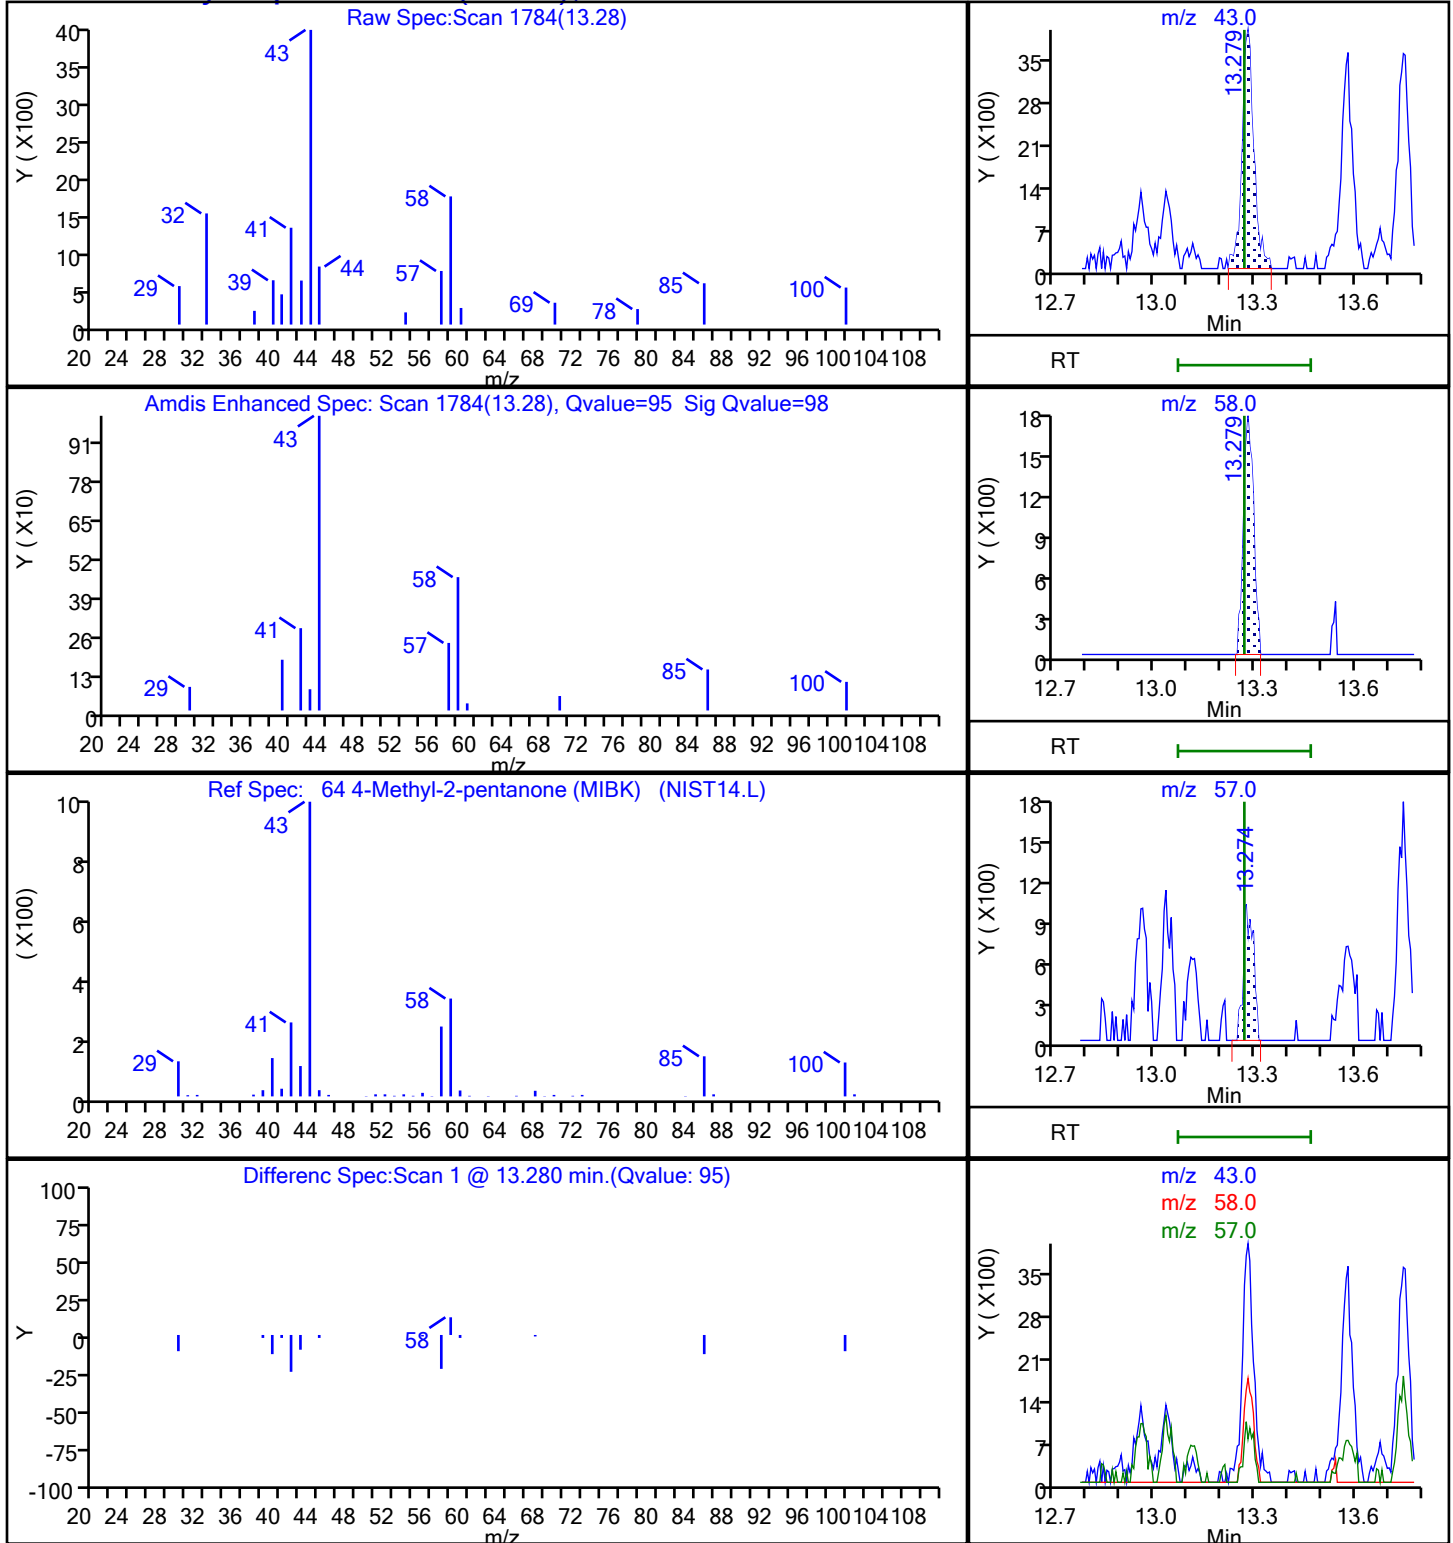 Raw Spec:Scan 1784(13.28)
Y ( X100)
40
35
30
25
20
15
10
5
0
43
58
32
41
44
39
57
29
69
78
85
100
20 24 28 32 36 40 44 48 52 56 60 64 68 72 76 80 84 88 92 96 100 104 108
m/z
m/z 43.0
Y ( X100)
35
28
21
14
7
0
13.279
12.7 13.0 13.3 13.6
Min
RT
Amdis Enhanced Spec: Scan 1784(13.28), Qvalue=95 Sig Qvalue=98
Y ( X10)
91
78
65
52
39
26
13
0
43
58
41
57
29
85
100
20 24 28 32 36 40 44 48 52 56 60 64 68 72 76 80 84 88 92 96 100 104 108
m/z
m/z 58.0
Y ( X100)
18
15
12
9
6
3
0
13.279
12.7 13.0 13.3 13.6
Min
RT
Ref Spec: 64 4-Methyl-2-pentanone (MIBK) (NIST14.L)
( X100)
10
8
6
4
2
0
43
58
41
29
85
100
20 24 28 32 36 40 44 48 52 56 60 64 68 72 76 80 84 88 92 96 100 104 108
m/z 57.0
Y ( X100)
18
15
12
9
6
3
0
13.274
12.7 13.0 13.3 13.6
Min
RT
Differenc Spec:Scan 1 @ 13.280 min.(Qvalue: 95)
Y
100
75
50
25
0
-25
-50
-75
-100
58
20 24 28 32 36 40 44 48 52 56 60 64 68 72 76 80 84 88 92 96 100 104 108
m/z
m/z 43.0
m/z 58.0
m/z 57.0
Y ( X100)
35
28
21
14
7
0
12.7 13.0 13.3 13.6
Min